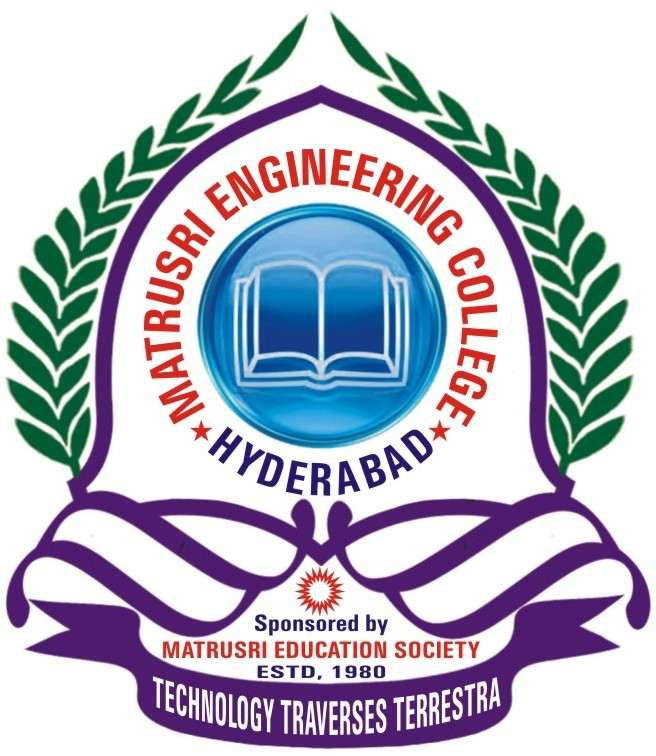 MATRUSRI ENGINEERING COLLEGE
HYDERABAD
Sponsored by
MATRUSRI EDUCATION SOCIETY
ESTD, 1980
TECHNOLOGY TRAVERSES TERRESTRA